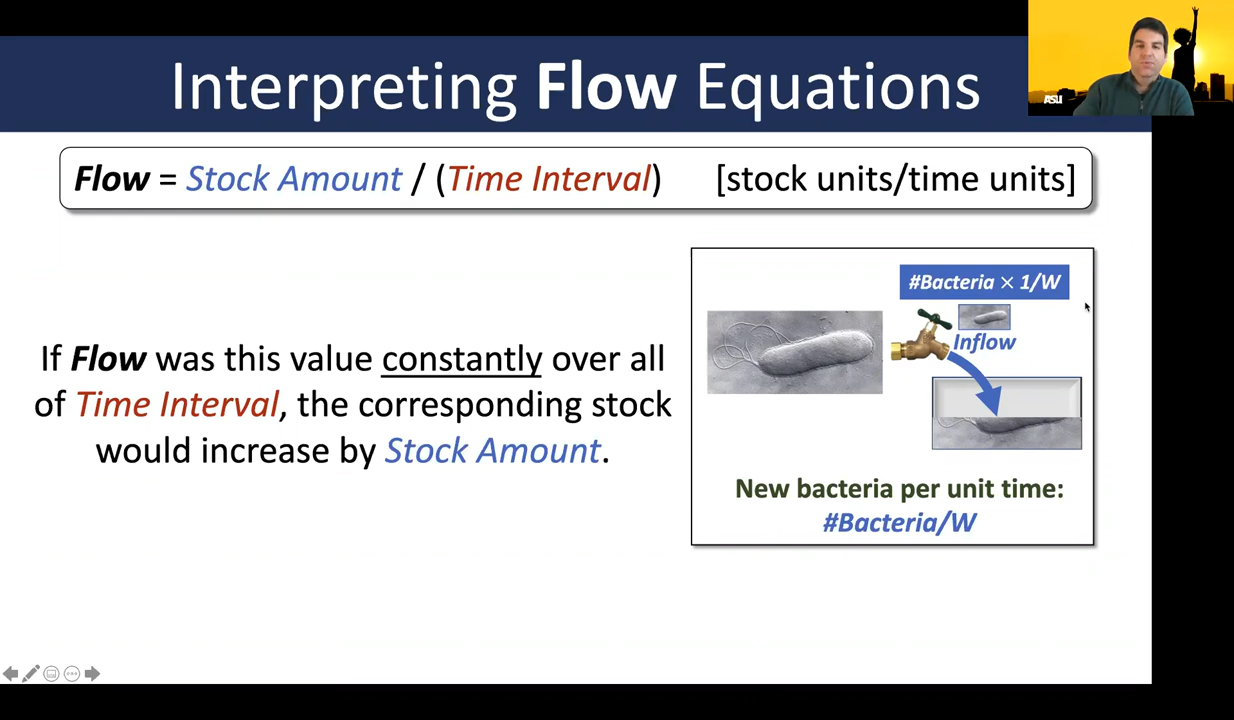 Interpreting Flow Equations
ASU
Flow = Stock Amount / (Time Interval) [stock units/time units]
If Flow was this value constantly over all
of Time Interval, the corresponding stock
would increase by Stock Amount.
#Bacteria × 1/W
Inflow
New bacteria per unit time:
#Bacteria/W